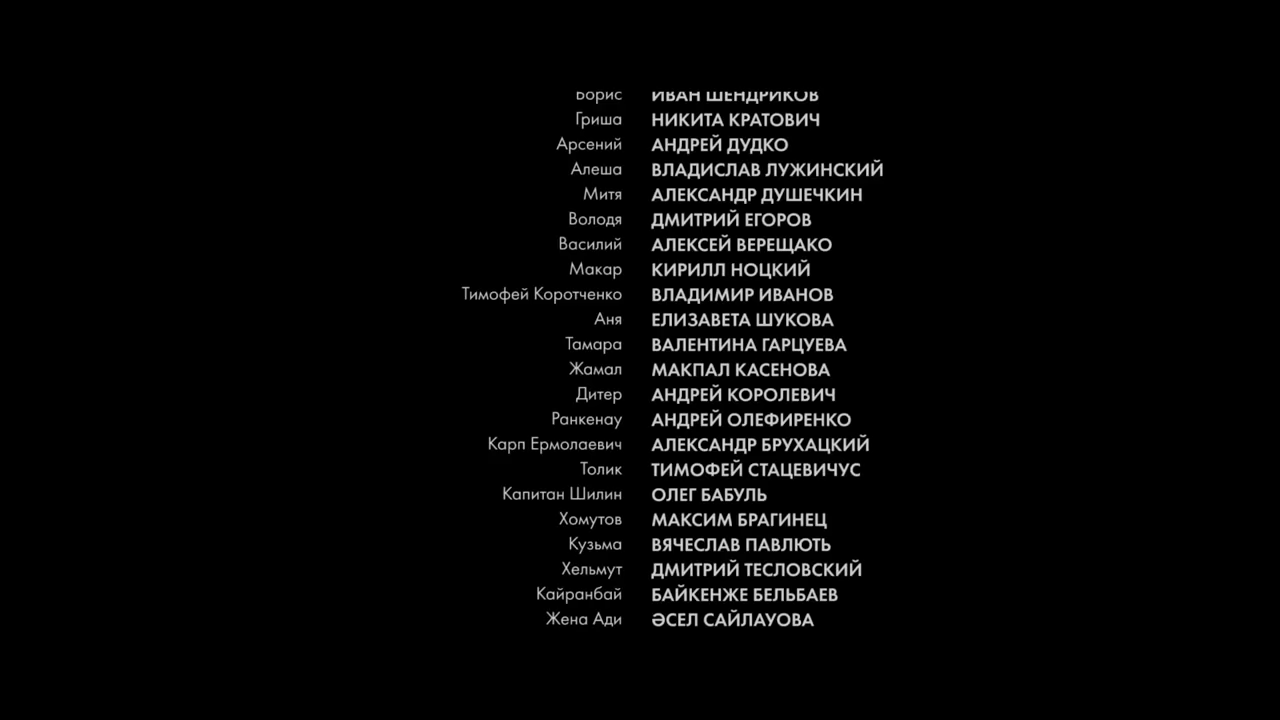 Борис ИВАН ШЕНДРИКОВ
Гриша НИКИТА КРАТОВИЧ
Арсений АНДРЕЙ ДУДКО
Алеша ВЛАДИСЛАВ ЛУЖИНСКИЙ
Митя АЛЕКСАНДР ДУШЕЧКИН
Володя ДМИТРИЙ ЕГОРОВ
Василий АЛЕКСЕЙ ВЕРЕЩАКО
Макар КИРИЛЛ НОЦКИЙ
Тимофей Коротченко ВЛАДИМИР ИВАНОВ
Аня ЕЛИЗАВЕТА ШУКОВА
Тамара ВАЛЕНТИНА ГАРЦУЕВА
Жамал МАКПАЛ КАСЕНОВА
Дитер АНДРЕЙ КОРОЛЕВИЧ
Ранкенау АНДРЕЙ ОЛЕФИРЕНКО
Карп Ермолаевич АЛЕКСАНДР БРУХАЦКИЙ
Толик ТИМОФЕЙ СТАЦЕВИЧУС
Капитан Шилин ОЛЕГ БАБУЛЬ
Хомутов МАКСИМ БРАГИНЕЦ
Кузьма ВЯЧЕСЛАВ ПАВЛЮТЬ
Хельмут ДМИТРИЙ ТЕСЛОВСКИЙ
Кайранбай БАЙКЕНЖЕ БЕЛЬБАЕВ
Жена Ади ӘСЕЛ САЙЛАУОВА